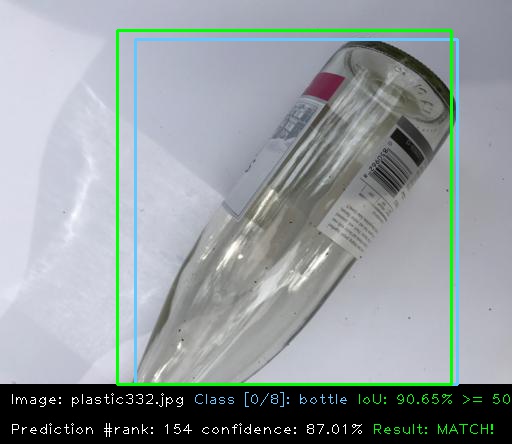 Image: plastic332.jpg Class [0/8]: bottle IoU: 90.65% >= 50
Prediction #rank: 154 confidence: 87.01% Result: MATCH!